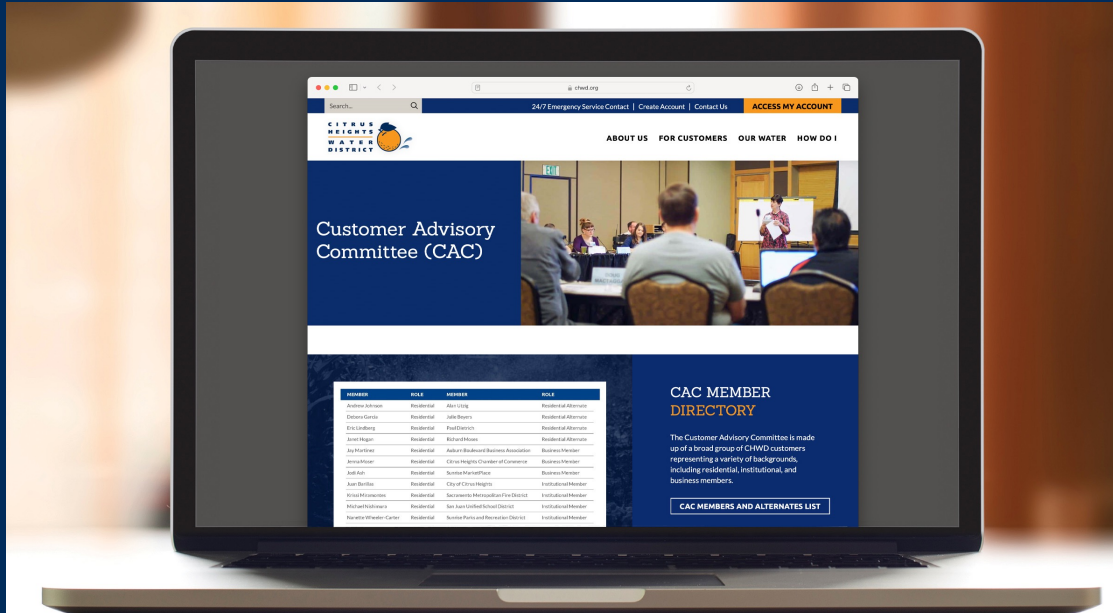 chwd.org
Search...
24/7 Emergency Service Contact | Create Account | Contact Us
ACCESS MY ACCOUNT
CITRUS
HEIGHTS
WATER
DISTRICT
ABOUT US FOR CUSTOMERS OUR WATER HOW DO I
EXIT
Customer Advisory
Committee (CAC)
MEMBER ROLE MEMBER ROLE
Andrew Johnson Residential Alan Utzig Residential Alternate
Debora Garcia Residential Julie Beyers Residential Alternate
Eric Lindberg Residential Paul Dietrich Residential Alternate
Janet Hogan Residential Richard Moses Residential Alternate
Jay Martinez Residential Auburn Boulevard Business Association Business Member
Jenna Moser Residential Citrus Heights Chamber of Commerce Business Member
Jodi Ash Residential Sunrise MarketPlace Business Member
Juan Barillas Residential City of Citrus Heights Institutional Member
Krissi Miramontes Residential Sacramento Metropolitan Fire District Institutional Member
Michael Nishimura Residential San Juan Unified School District Institutional Member
Nanette Wheeler-Carter Residential Sunrise Parks and Recreation District Institutional Member
CAC MEMBER
DIRECTORY
The Customer Advisory Committee is made
up of a broad group of CHWD customers
representing a variety of backgrounds,
including residential, institutional, and
business members.
CAC MEMBERS AND ALTERNATES LIST